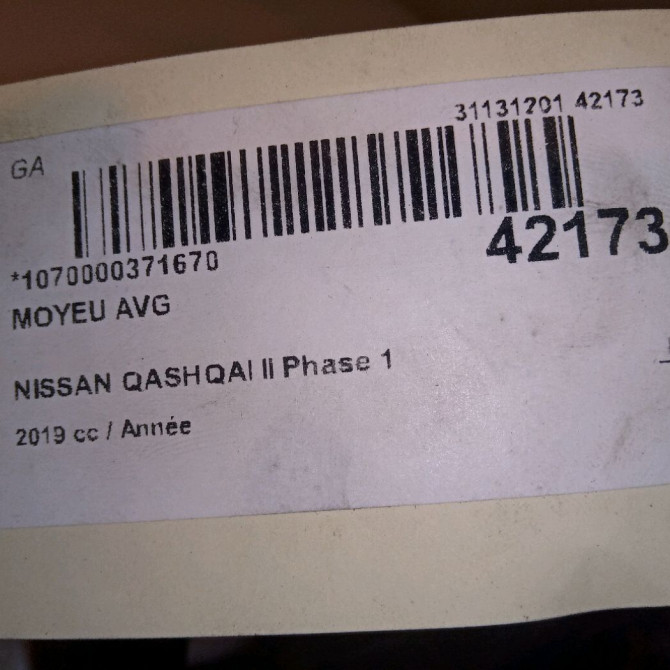 31131201 42173
GA
42173
*1070000371670
MOYEU AVG
NISSAN QASHQAI II Phase 1
2019 cc / Année